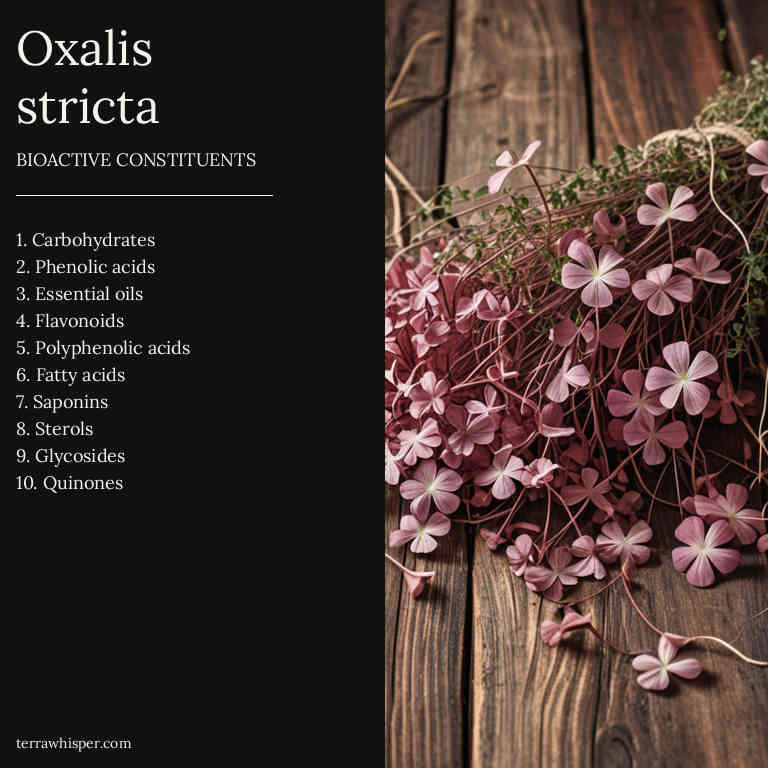 Oxalis
stricta
BIOACTIVE CONSTITUENTS
1. Carbohydrates
2. Phenolic acids
3. Essential oils
4. Flavonoids
5. Polyphenolic acids
6. Fatty acids
7. Saponins
8. Sterols
9. Glycosides
10. Quinones
terrawhisper.com